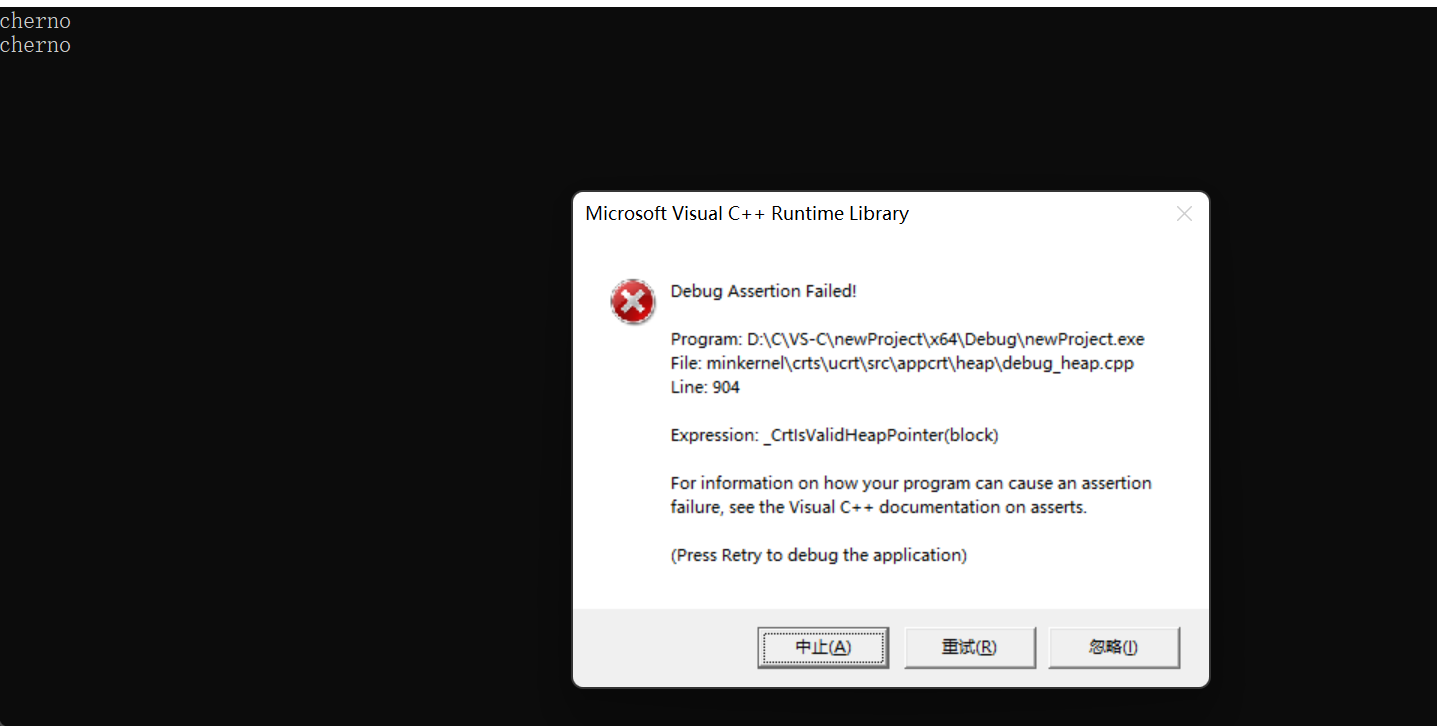 cherno
cherno
Microsoft Visual C++ Runtime Library
Debug Assertion Failed!
Program: D:\C\VS-C\newProject\x64\Debug\newProject.exe
File: minkernel\crts\ucrt\src\appcrt\heap\debug_heap.cpp
Line: 904
Expression: _CrtIsValidHeapPointer(block)
For information on how your program can cause an assertion
failure, see the Visual C++ documentation on asserts.
(Press Retry to debug the application)
中止(A) 重试(R) 忽略(I)